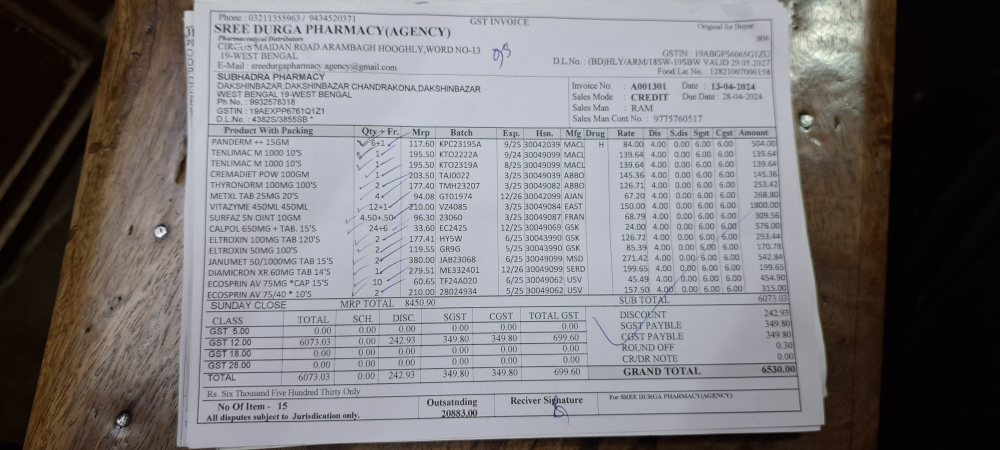 Phone : 03211355963 / 9434520371
GST INVOICE
Original for Buyer
SREE DURGA PHARMACY(AGENCY)
Pharmaceutical Distributors
CIRCUS MAIDAN ROAD.ARAMBAGH HOOGHLY,WORD NO-13
19-WEST BENGAL
E-Mail : sreedurgapharmacy.agency@gmail.com
GSTIN : 19ABGFS6065G1ZU
D.L.No. : (BD)HLY/ARM/18SW-19SBW VALID 29.05.2027
Food Lic No : 12821007000158
SUBHADRA PHARMACY
DAKSHINBAZAR,DAKSHINBAZAR CHANDRAKONA,DAKSHINBAZAR
WEST BENGAL 19-WEST BENGAL
Ph No. : 9932578318
GSTIN : 19AEXPP6761Q1Z1
D.L.No. : 4382S/3855SB *
Invoice No. : A001301 Date : 13-04-2024
Sales Mode : CREDIT Due Date : 28-04-2024
Sales Man : RAM
Sales Man Cont No. : 9775760517
Product With Packing Qty + Fr. Mrp Batch Exp. Hsn. Mfg Drug Rate Dis S.dis Sgst Cgst Amount
PANDERM ++ 15GM 6+1 117.60 KPC23195A 9/25 30042039 MACL H 84.00 4.00 0.00 6.00 6.00 504.00
TENLIMAC M 1000 10'S 1 195.50 KTO2222A 9/24 30049099 MACL 139.64 4.00 0.00 6.00 6.00 139.64
TENLIMAC M 1000 10'S 1 195.50 KTO2319A 8/25 30049099 MACL 139.64 4.00 0.00 6.00 6.00 139.64
CREMADIET POW 100GM 1 203.50 TAJ0022 3/25 30049039 ABBO 145.36 4.00 0.00 6.00 6.00 145.36
THYRONORM 100MG 100'S 2 177.40 TMH23207 3/25 30049082 ABBO 126.71 4.00 0.00 6.00 6.00 253.42
METXL TAB 25MG 20'S 4 94.08 GT01974 12/26 30042099 AJAN 67.20 4.00 0.00 6.00 6.00 268.80
VITAZYME 450ML 450ML 12+1 210.00 VZ4085 3/25 30049084 EAST 150.00 4.00 0.00 6.00 6.00 1800.00
SURFAZ SN OINT 10GM 4.50+.50 96.30 23060 3/25 30049087 FRAN 68.79 4.00 0.00 6.00 6.00 309.56
CALPOL 650MG + TAB. 15'S 24+6 33.60 EC2425 12/25 30049069 GSK 24.00 4.00 0.00 6.00 6.00 576.00
ELTROXIN 100MG TAB 120'S 2 177.41 HY5W 6/25 30043990 GSK 126.72 4.00 0.00 6.00 6.00 253.44
ELTROXIN 50MG 100'S 2 119.55 GR9G 5/25 30043990 GSK 85.39 4.00 0.00 6.00 6.00 170.78
JANUMET 50/1000MG TAB 15'S 2 380.00 JAB23068 6/25 30049099 MSD 271.42 4.00 0.00 6.00 6.00 542.84
DIAMICRON XR 60MG TAB 14'S 1 279.51 ME332401 12/26 30049099 SERD 199.65 4.00 0.00 6.00 6.00 199.65
ECOSPRIN AV 75MG *CAP 15'S 10 60.65 TF24A020 6/25 30049062 USV 45.49 4.00 0.00 6.00 6.00 454.90
ECOSPRIN AV 75/40 * 10'S 2 210.00 28024934 5/25 30049062 USV 157.50 4.00 0.00 6.00 6.00 315.00
SUNDAY CLOSE MRP TOTAL 8450.90 SUB TOTAL 6073.03
CLASS TOTAL SCH. DISC. SGST CGST TOTAL GST
GST 5.00 0.00 0.00 0.00 0.00 0.00 0.00
GST 12.00 6073.03 0.00 242.93 349.80 349.80 699.60
GST 18.00 0.00 0.00 0.00 0.00 0.00 0.00
GST 28.00 0.00 0.00 0.00 0.00 0.00 0.00
TOTAL 6073.03 0.00 242.93 349.80 349.80 699.60
DISCOUNT 242.93
SGST PAYBLE 349.80
CGST PAYBLE 349.80
ROUND OFF 0.30
CR/DR NOTE 0.00
GRAND TOTAL 6530.00
Rs. Six Thousand Five Hundred Thirty Only
No Of Item - 15
All disputes subject to Jurisdication only.
Outsatnding
20883.00
Reciver Signature
For SREE DURGA PHARMACY(AGENCY)